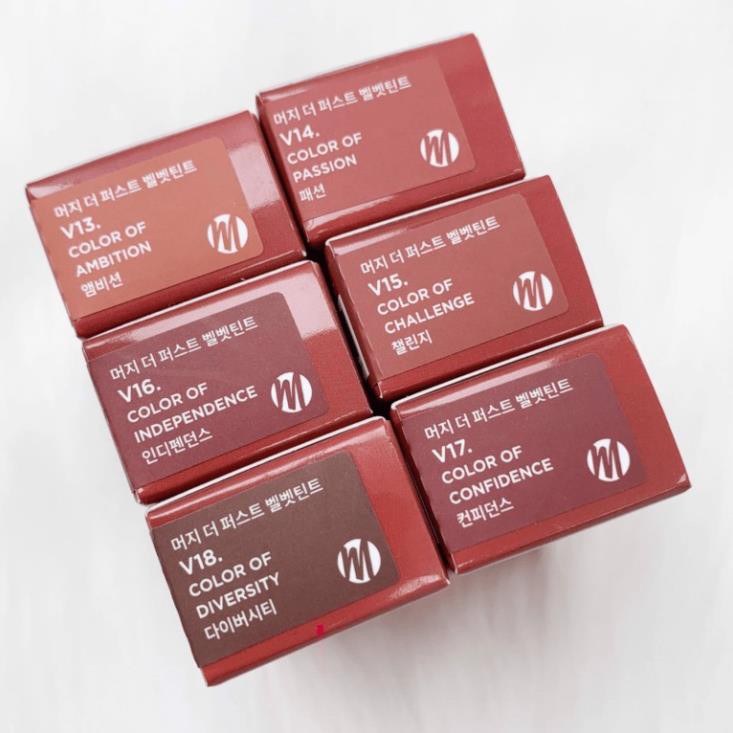 머지 더 퍼스트 벨벳틴트
V13.
COLOR OF
AMBITION
앰비션
머지 더 퍼스트 벨벳틴트
V14.
COLOR OF
PASSION
패션
머지 더 퍼스트 벨벳틴트
V15.
COLOR OF
CHALLENGE
챌린지
머지 더 퍼스트 벨벳틴트
V16.
COLOR OF
INDEPENDENCE
인디펜던스
머지 더 퍼스트 벨벳틴트
V17.
COLOR OF
CONFIDENCE
컨피던스
머지 더 퍼스트 벨벳틴트
V18.
COLOR OF
DIVERSITY
다이버시티